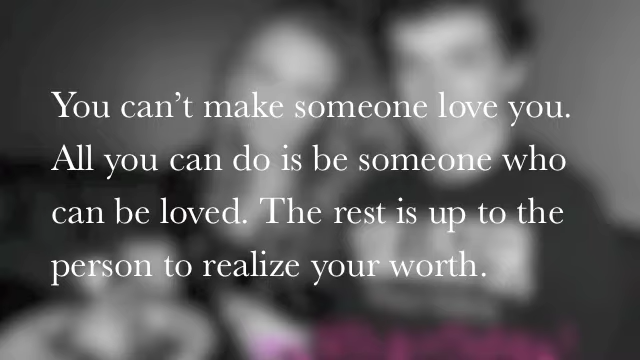 You can’t make someone love you.
All you can do is be someone who
can be loved. The rest is up to the
person to realize your worth.